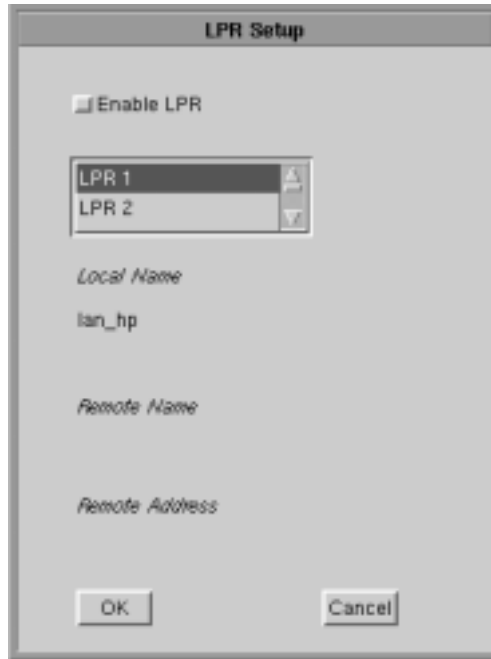 LPR Setup
Enable LPR
LPR 1
LPR 2
Local Name
lan_hp
Remote Name
Remote Address
OK Cancel